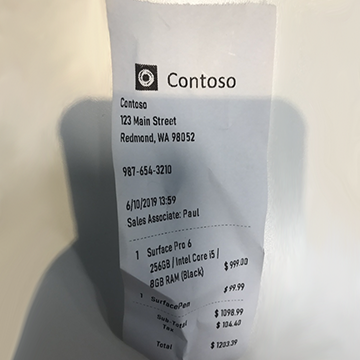 Contoso
Contoso
123 Main Street
Redmond, WA 98052
987-654-3210
6/10/2019 13:59
Sales Associate: Paul
1 Surface Pro 6
256GB / Intel Core i5 /
8GB RAM (Black) $ 999.00
1 SurfacePen $ 99.99
Sub-Total $ 1098.99
Tax $ 104.40
Total $ 1203.39